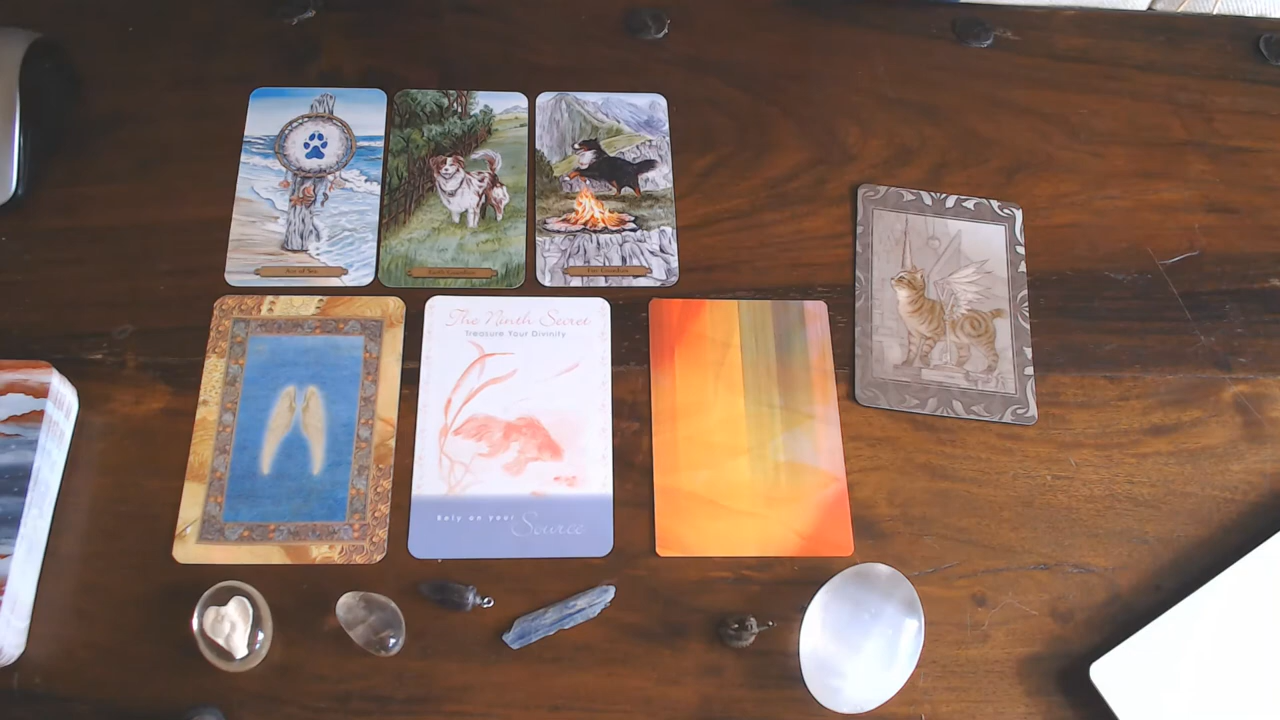 Ace of Sea
Earth Guardian
Fire Guardian
The Ninth Secret
Treasure Your Divinity
Rely on your Source